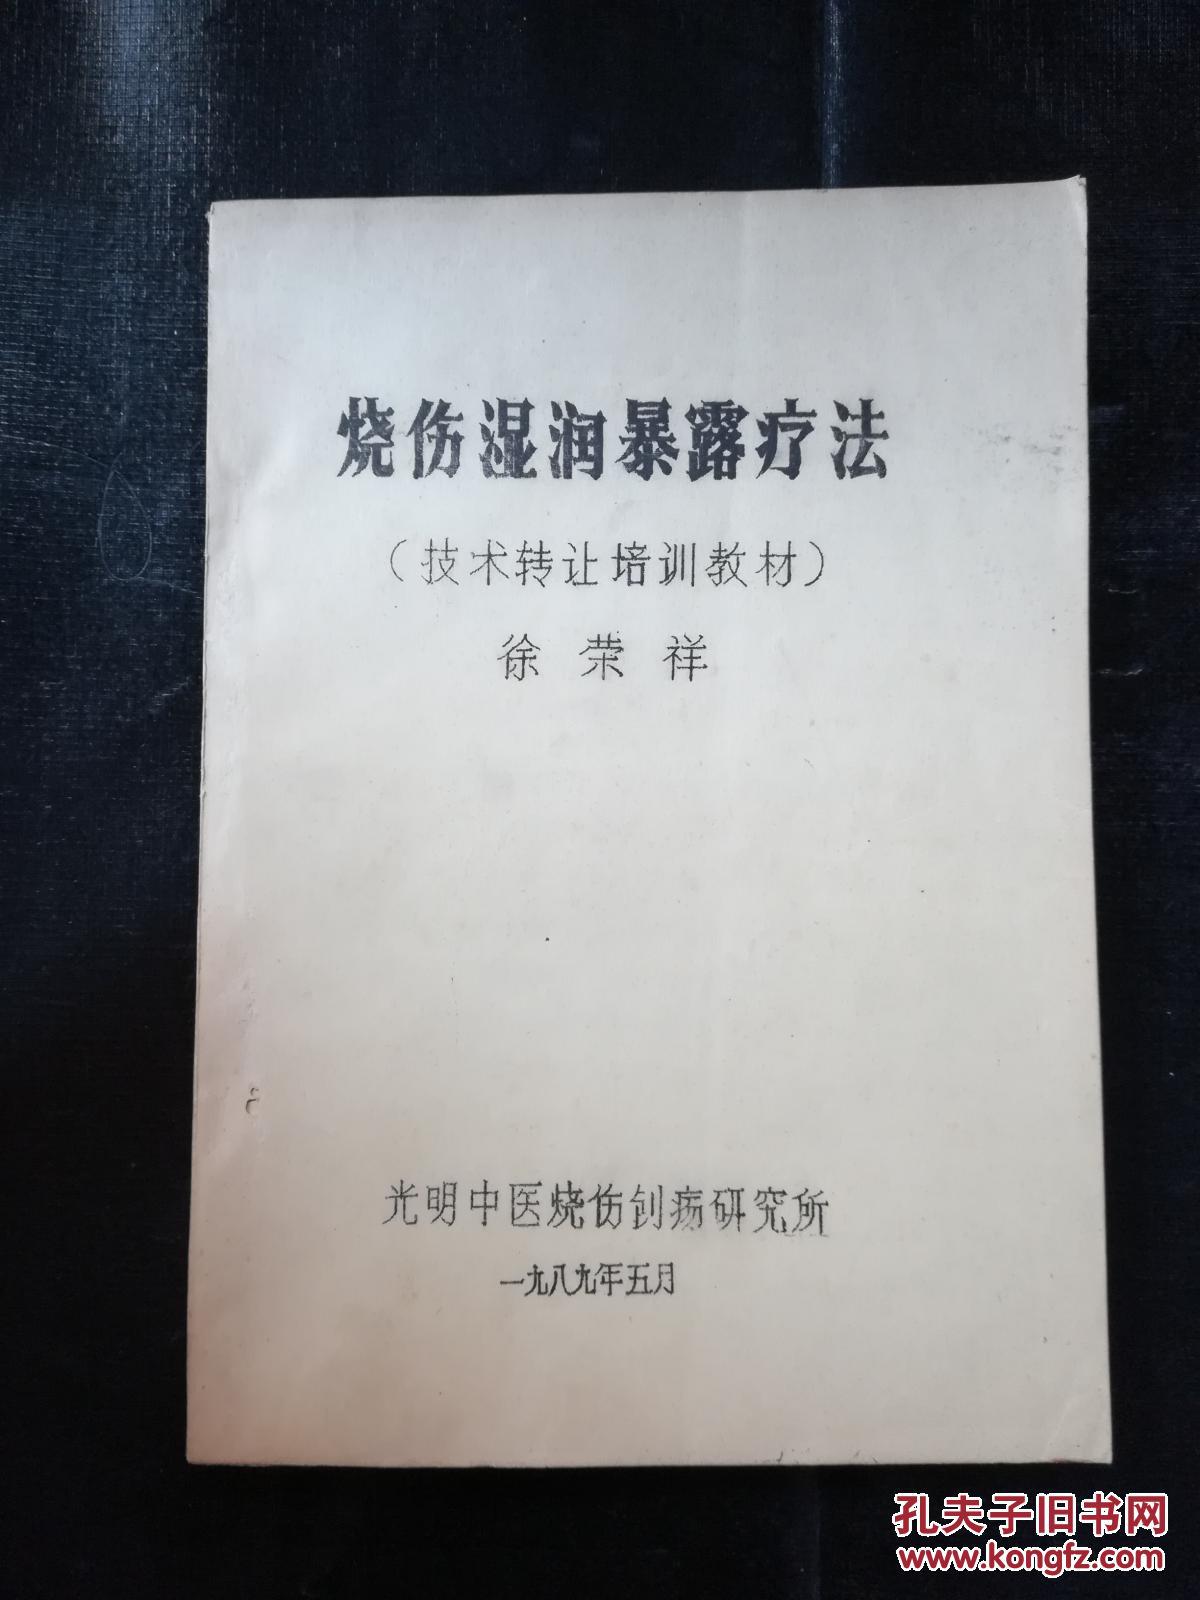 烧伤湿润暴露疗法
（技术转让培训教材）
徐荣祥
光明中医烧伤创疡研究所
一九八九年五月
孔夫子旧书网
www.kongfz.com